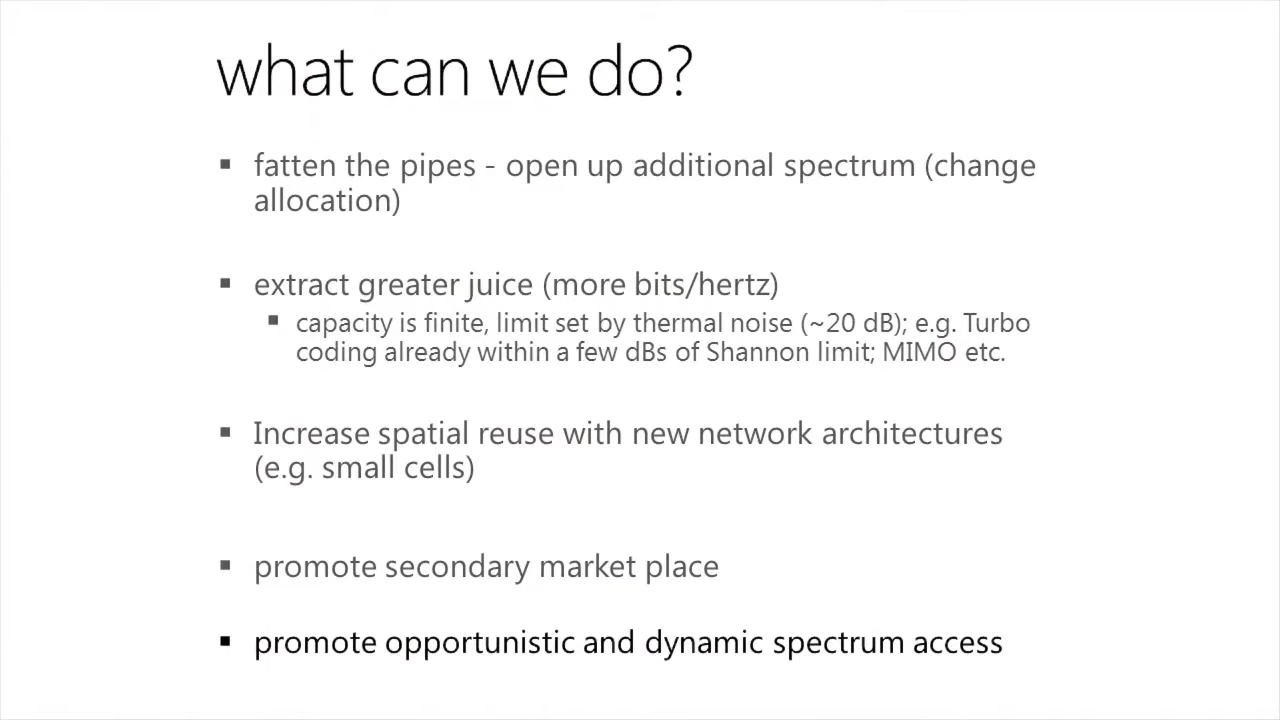 what can we do?
▪ fatten the pipes - open up additional spectrum (change
allocation)
▪ extract greater juice (more bits/hertz)
▪ capacity is finite, limit set by thermal noise (~20 dB); e.g. Turbo
coding already within a few dBs of Shannon limit; MIMO etc.
▪ Increase spatial reuse with new network architectures
(e.g. small cells)
▪ promote secondary market place
▪ promote opportunistic and dynamic spectrum access